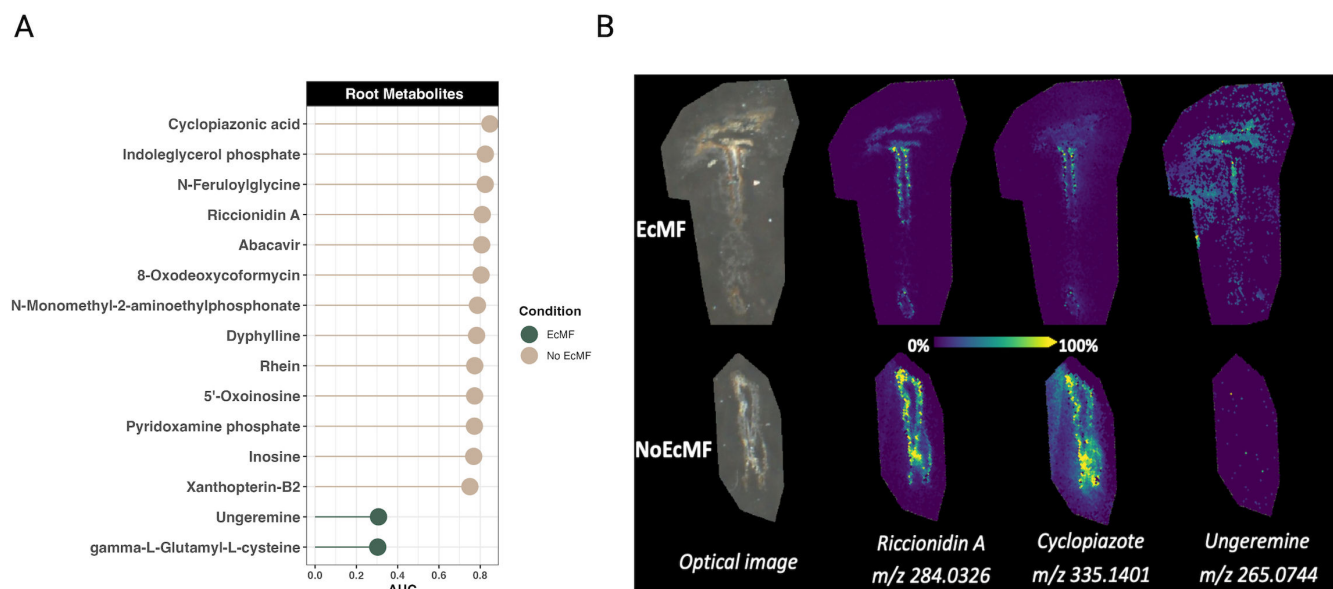 A
B
Root Metabolites
Cyclopiazonic acid
Indoleglycerol phosphate
N-Feruloylglycine
Riccionidin A
Abacavir
8-Oxodeoxycoformycin
N-Monomethyl-2-aminoethylphosphonate
Dyphylline
Rhein
5'-Oxoinosine
Pyridoxamine phosphate
Inosine
Xanthopterin-B2
Ungeremine
gamma-L-Glutamyl-L-cysteine
0.0 0.2 0.4 0.6 0.8
AUC
Condition
EcMF
No EcMF
EcMF
0% 100%
NoEcMF
Optical image
Riccionidin A
m/z 284.0326
Cyclopiazote
m/z 335.1401
Ungeremine
m/z 265.0744